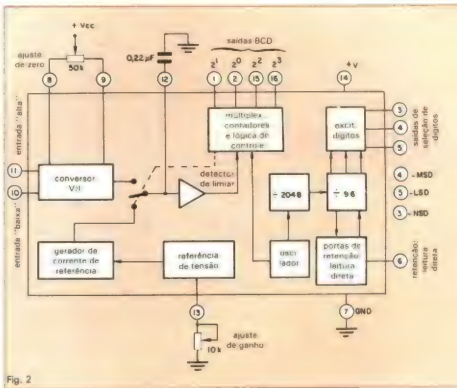 + Vcc
ajuste de zero
50k
8
9
0,22 µF
12
saídas BCD
2¹
2⁰
2²
2³
1
2
15
16
+V
14
entrada "alta"
11
10
entrada "baixa"
conversor V/I
multiplex contadores e lógica de controle
detector de limiar
excit. dígitos
3
4
5
saídas de seleção de dígitos
4 - MSD
5 - LSD
3 - NSD
÷ 2048
÷ 96
gerador de corrente de referência
referência de tensão
osci lador
portas de retenção/ leitura direta
6
retenção/ leitura direta
7
GND
13
ajuste de ganho
10 k
Fig. 2